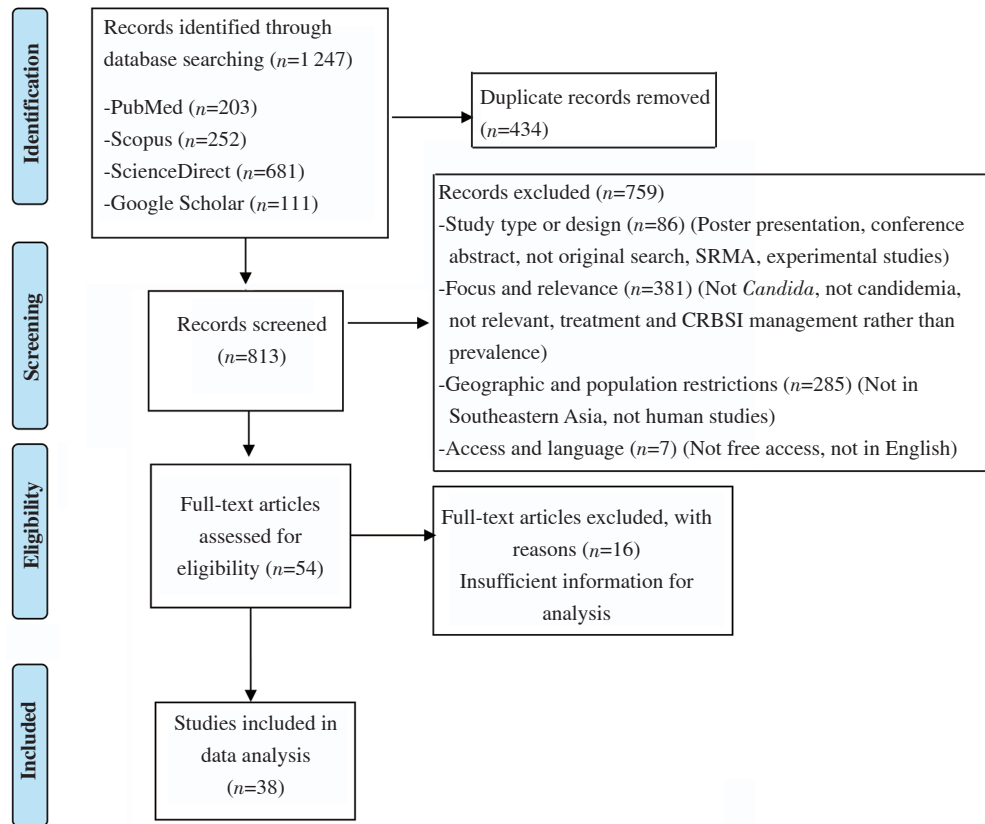 Identification
Records identified through
database searching (n=1 247)
-PubMed (n=203)
-Scopus (n=252)
-ScienceDirect (n=681)
-Google Scholar (n=111)
Duplicate records removed
(n=434)
Screening
Records screened
(n=813)
Records excluded (n=759)
-Study type or design (n=86) (Poster presentation, conference
abstract, not original search, SRMA, experimental studies)
-Focus and relevance (n=381) (Not Candida, not candidemia,
not relevant, treatment and CRBSI management rather than
prevalence)
-Geographic and population restrictions (n=285) (Not in
Southeastern Asia, not human studies)
-Access and language (n=7) (Not free access, not in English)
Eligibility
Full-text articles
assessed for
eligibility (n=54)
Full-text articles excluded, with
reasons (n=16)
Insufficient information for
analysis
Included
Studies included in
data analysis
(n=38)